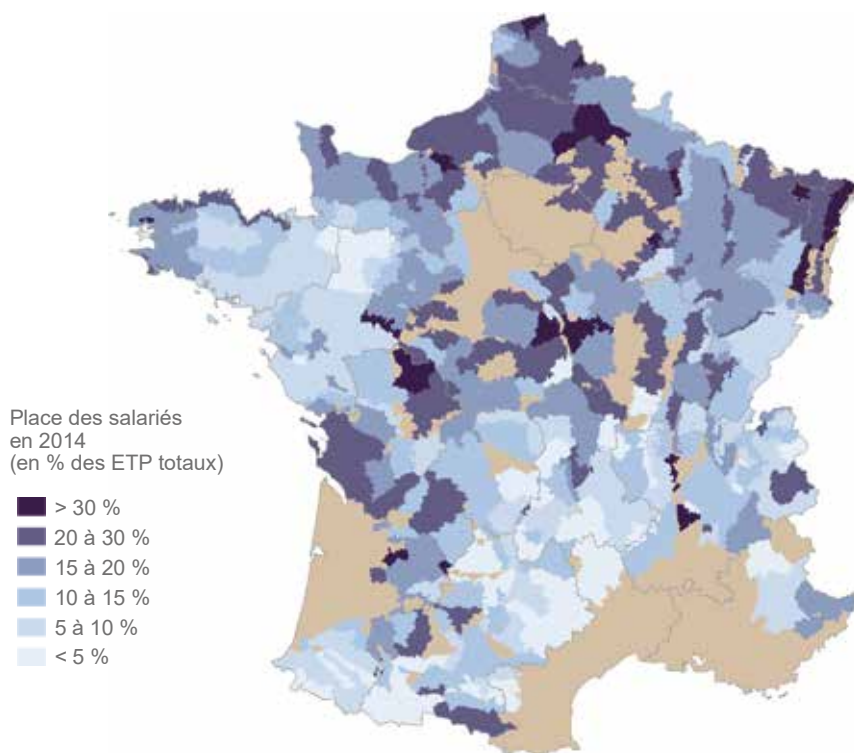 Place des salariés
en 2014
(en % des ETP totaux)
> 30 %
20 à 30 %
15 à 20 %
10 à 15 %
5 à 10 %
< 5 %